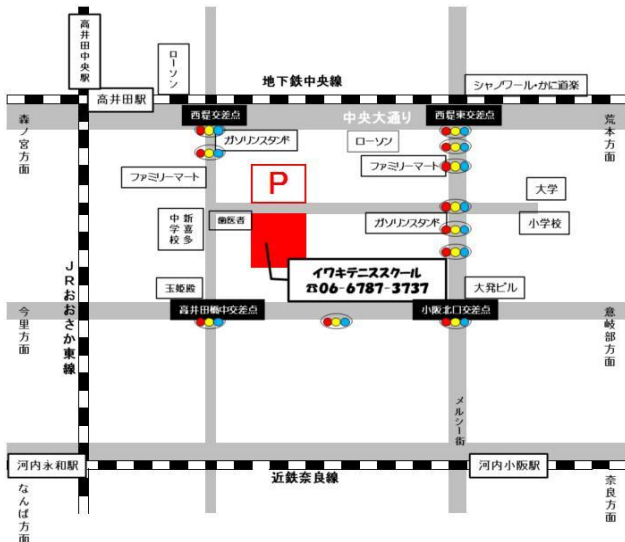 高井田中央駅
ローソン
地下鉄中央線
シャノワール・かに道楽
高井田駅
森ノ宮方面
西堤交差点
中央大通り
西堤東交差点
荒本方面
ガソリンスタンド
ローソン
ファミリーマート
ファミリーマート
P
大学
新喜多中学校
歯医者
ガソリンスタンド
小学校
イワキテニススクール
☎06-6787-3737
JRおおさか東線
玉姫殿
大発ビル
今里方面
高井田橋中交差点
小阪北口交差点
意岐部方面
メルシー街
河内永和駅
河内小阪駅
近鉄奈良線
なんば方面
奈良方面